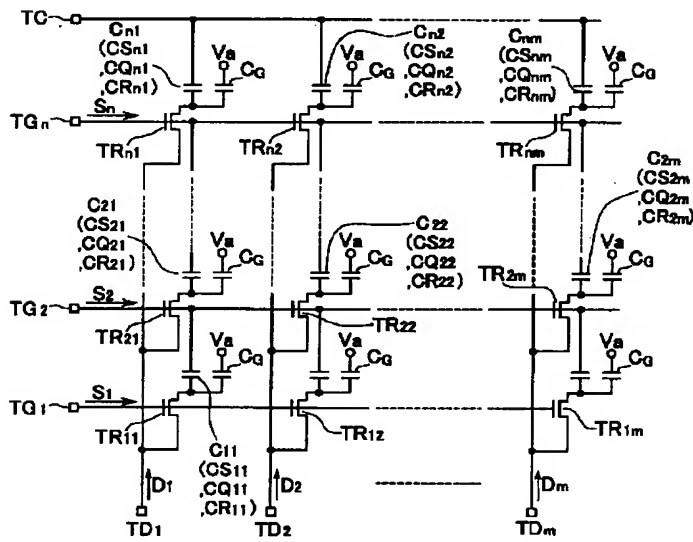 TC
Cn1
(CSn1
,CQn1
,CRn1)
Va
CG
Cn2
(CSn2
,CQn2
,CRn2)
Va
CG
Cnm
(CSnm
,CQnm
,CRnm)
Va
CG
TGn
Sn
TRn1
TRn2
TRnm
C21
(CS21
,CQ21
,CR21)
Va
CG
C22
(CS22
,CQ22
,CR22)
Va
CG
C2m
(CS2m
,CQ2m
,CR2m)
Va
CG
TG2
S2
TR21
TR22
TR2m
Va
CG
Va
CG
Va
CG
TG1
S1
TR11
TR12
TR1m
C11
(CS11
,CQ11
,CR11)
D1
D2
Dm
TD1
TD2
TDm